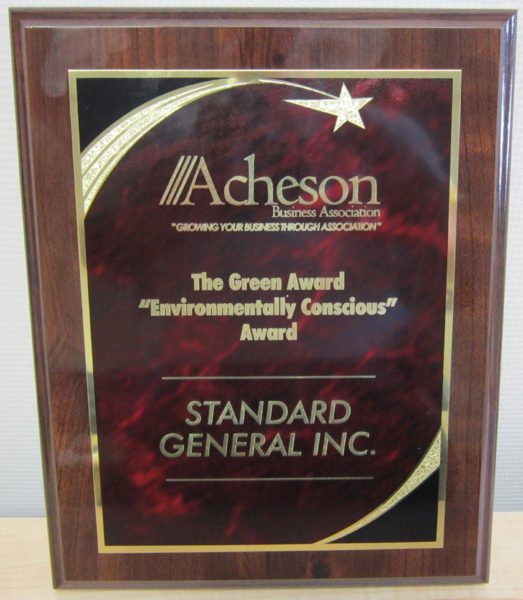 Acheson
Business Association
"GROWING YOUR BUSINESS THROUGH ASSOCIATION"
The Green Award
"Environmentally Conscious"
Award
STANDARD
GENERAL INC.